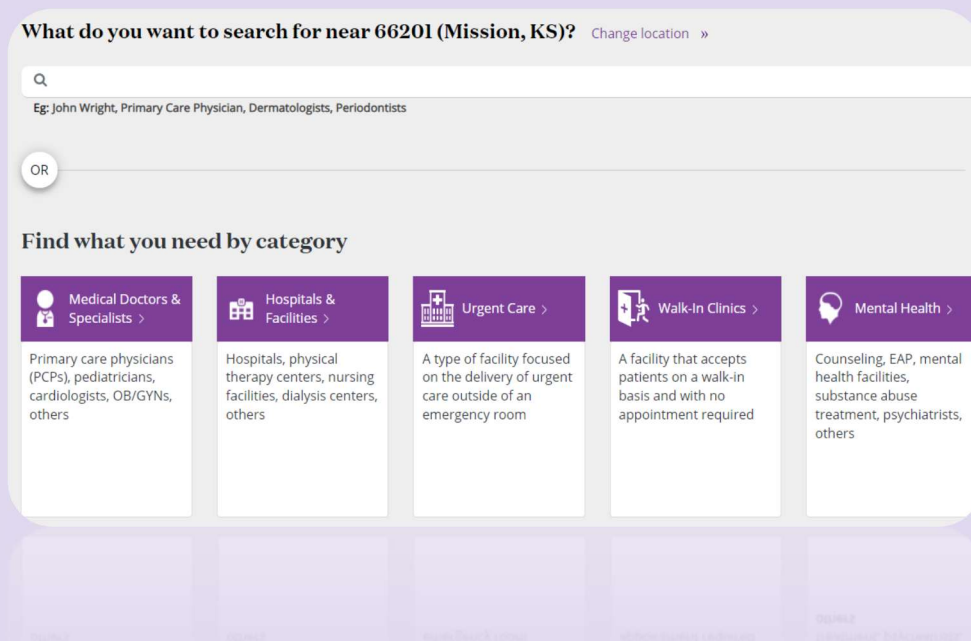 What do you want to search for near 66201 (Mission, KS)? Change location »
Eg: John Wright, Primary Care Physician, Dermatologists, Periodontists
OR
Find what you need by category
Medical Doctors &
Specialists >
Primary care physicians
(PCPs), pediatricians,
cardiologists, OB/GYNs,
others
Hospitals &
Facilities >
Hospitals, physical
therapy centers, nursing
facilities, dialysis centers,
others
Urgent Care >
A type of facility focused
on the delivery of urgent
care outside of an
emergency room
Walk-In Clinics >
A facility that accepts
patients on a walk-in
basis and with no
appointment required
Mental Health >
Counseling, EAP, mental
health facilities,
substance abuse
treatment, psychiatrists,
others